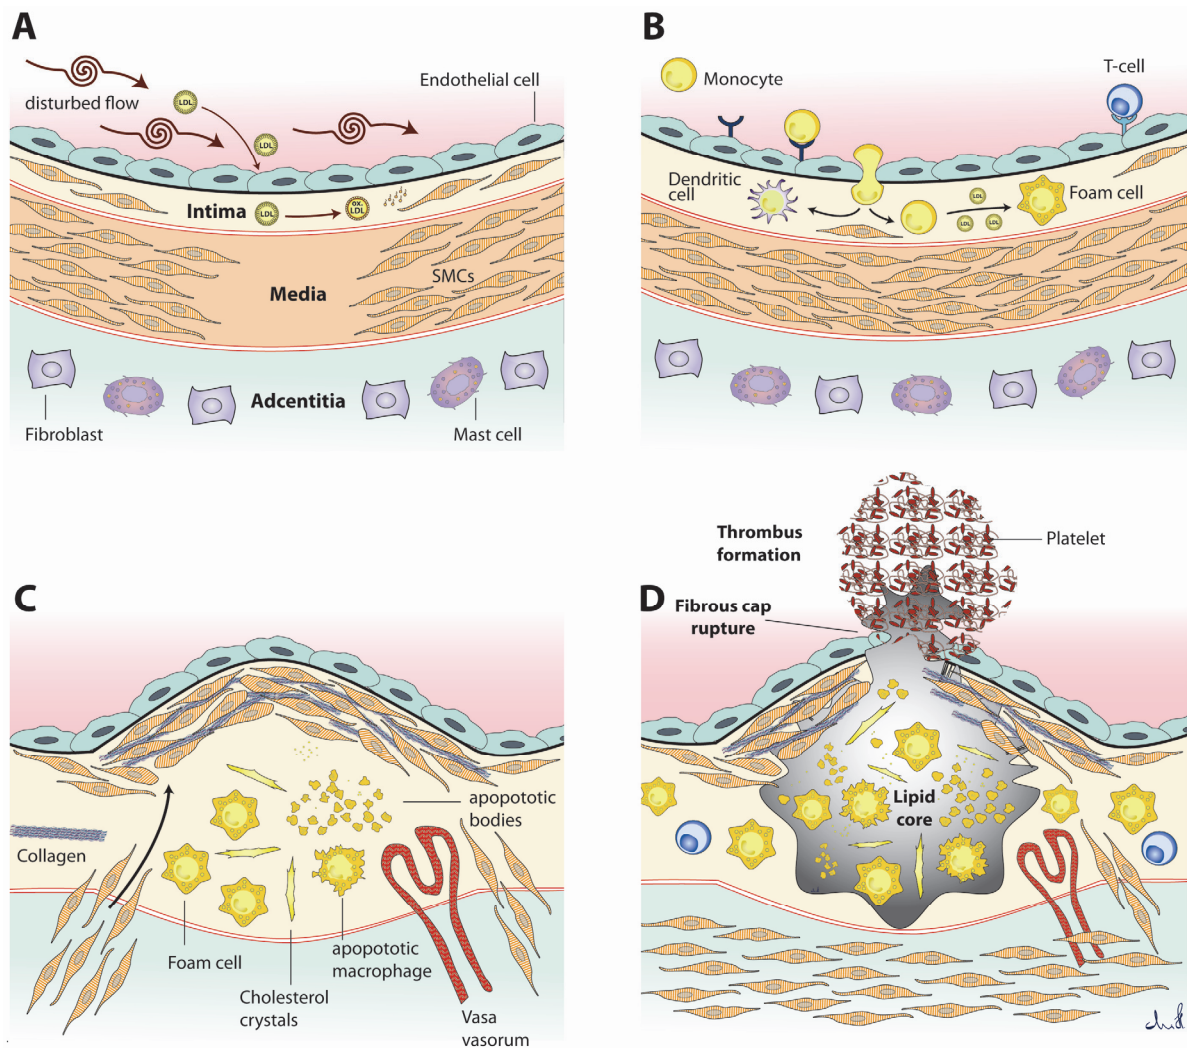 A
disturbed flow
LDL
LDL
Endothelial cell
Intima
LDL
OX.
LDL
SMCs
Media
Adcentitia
Fibroblast
Mast cell
B
Monocyte
T-cell
Dendritic
cell
LDL
LDL
LDL
Foam cell
C
Collagen
apopototic
bodies
Foam cell
Cholesterol
crystals
apopototic
macrophage
Vasa
vasorum
D
Thrombus
formation
Platelet
Fibrous cap
rupture
Lipid
core